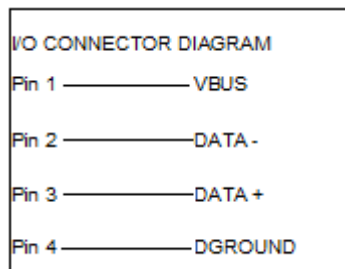 I/O CONNECTOR DIAGRAM
Pin 1 VBUS
Pin 2 DATA -
Pin 3 DATA +
Pin 4 DGROUND